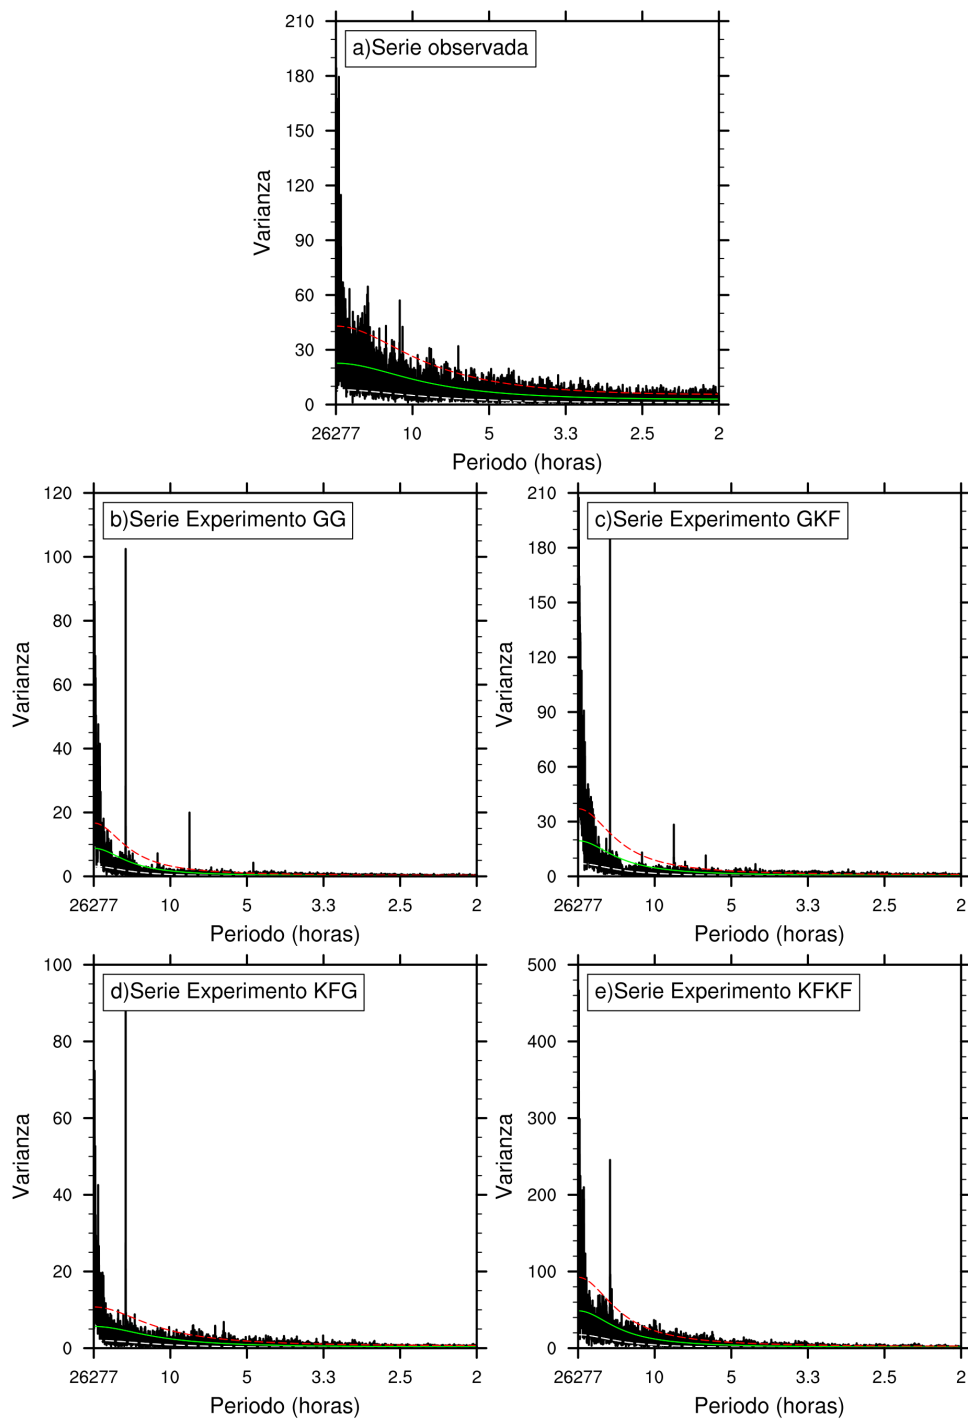 a)Serie observada
Varianza
210
180
150
120
90
60
30
0
26277 10 5 3.3 2.5 2
Periodo (horas)
b)Serie Experimento GG
Varianza
120
100
80
60
40
20
0
26277 10 5 3.3 2.5 2
Periodo (horas)
c)Serie Experimento GKF
Varianza
210
180
150
120
90
60
30
0
26277 10 5 3.3 2.5 2
Periodo (horas)
d)Serie Experimento KFG
Varianza
100
80
60
40
20
0
26277 10 5 3.3 2.5 2
Periodo (horas)
e)Serie Experimento KFKF
Varianza
500
400
300
200
100
0
26277 10 5 3.3 2.5 2
Periodo (horas)